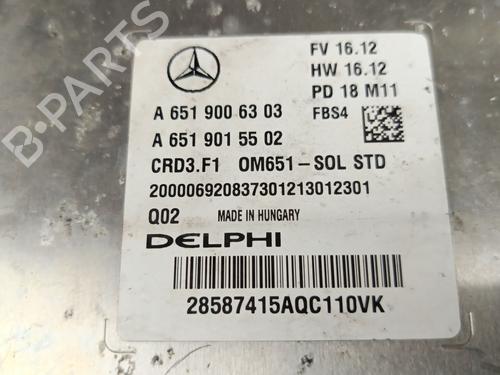 FV 16.12
HW 16.12
PD 18 M11
FBS4
A 651 900 63 03
A 651 901 55 02
CRD3.F1 OM651-SOL STD
200006920837301213012301
Q02 MADE IN HUNGARY
DELPHI
28587415AQC110VK